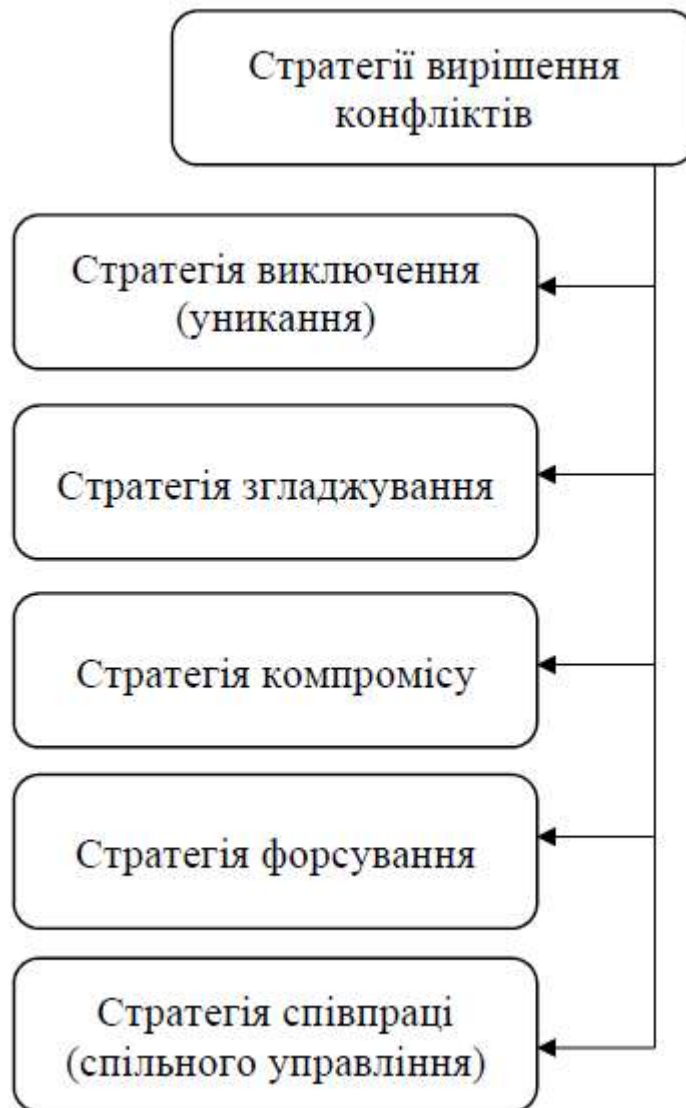 Стратегії вирішення
конфліктів
Стратегія виключення
(уникання)
Стратегія згладжування
Стратегія компромісу
Стратегія форсування
Стратегія співпраці
(спільного управління)